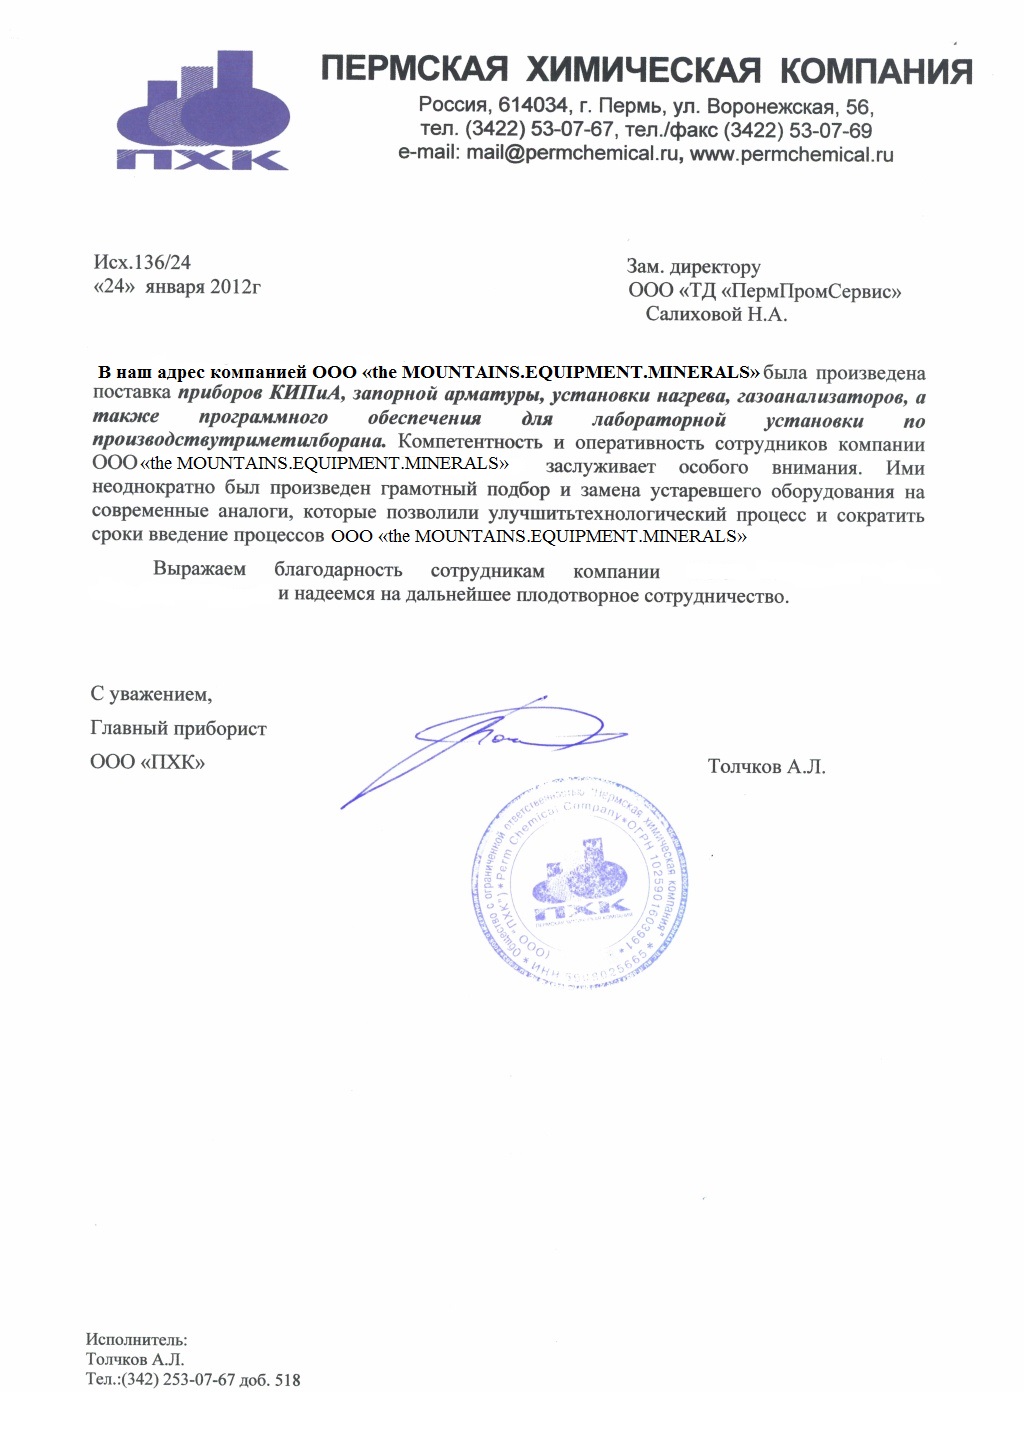 ПХК
ПЕРМСКАЯ ХИМИЧЕСКАЯ КОМПАНИЯ
Россия, 614034, г. Пермь, ул. Воронежская, 56,
тел. (3422) 53-07-67, тел./факс (3422) 53-07-69
e-mail: mail@permchemical.ru, www.permchemical.ru
Исх.136/24
«24» января 2012г
Зам. директору
ООО «ТД «ПермПромСервис»
Салиховой Н.А.
В наш адрес компанией ООО «the MOUNTAINS.EQUIPMENT.MINERALS» была произведена
поставка приборов КИПиА, запорной арматуры, установки нагрева, газоанализаторов, а
также программного обеспечения для лабораторной установки по
производствутриметилборана. Компетентность и оперативность сотрудников компании
ООО «the MOUNTAINS.EQUIPMENT.MINERALS» заслуживает особого внимания. Ими
неоднократно был произведен грамотный подбор и замена устаревшего оборудования на
современные аналоги, которые позволили улучшитьтехнологический процесс и сократить
сроки введение процессов ООО «the MOUNTAINS.EQUIPMENT.MINERALS»
Выражаем благодарность сотрудникам компании
и надеемся на дальнейшее плодотворное сотрудничество.
С уважением,
Главный приборист
ООО «ПХК»
Толчков А.Л.
Общество с ограниченной ответственностью "Пермская химическая компания"
(ООО "ПХК") * Perm Chemical Company * ОГРН 1025901603991 *
* ИНН
ПХК
ПЕРМСКАЯ ХИМИЧЕСКАЯ КОМПАНИЯ
Исполнитель:
Толчков А.Л.
Тел.:(342) 253-07-67 доб. 518